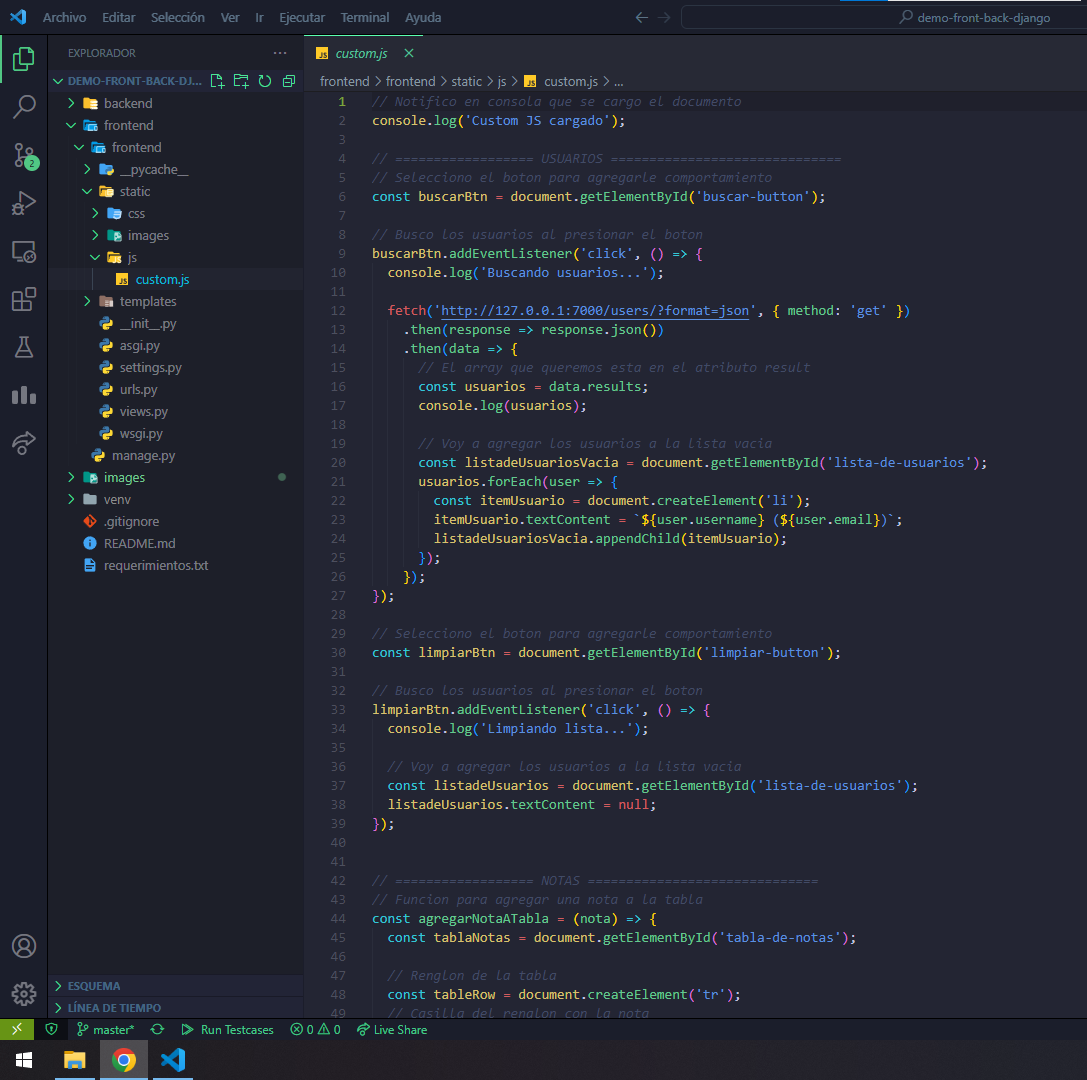 Archivo Editar Selección Ver Ir Ejecutar Terminal Ayuda
demo-front-back-django
EXPLORADOR
DEMO-FRONT-BACK-DJ...
backend
frontend
frontend
__pycache__
static
css
images
js
custom.js
templates
__init__.py
asgi.py
settings.py
urls.py
views.py
wsgi.py
manage.py
images
venv
.gitignore
README.md
requerimientos.txt
2
ESQUEMA
LÍNEA DE TIEMPO
JS custom.js
frontend > frontend > static > js > JS custom.js > ...
1 // Notifico en consola que se cargo el documento
2 console.log('Custom JS cargado');
3
4 // ================== USUARIOS ==============================
5 // Selecciono el boton para agregarle comportamiento
6 const buscarBtn = document.getElementById('buscar-button');
7
8 // Busco los usuarios al presionar el boton
9 buscarBtn.addEventListener('click', () => {
10 console.log('Buscando usuarios...');
11
12 fetch('http://127.0.0.1:7000/users/?format=json', { method: 'get' })
13 .then(response => response.json())
14 .then(data => {
15 // El array que queremos esta en el atributo result
16 const usuarios = data.results;
17 console.log(usuarios);
18
19 // Voy a agregar los usuarios a la lista vacia
20 const listadeUsuariosVacia = document.getElementById('lista-de-usuarios');
21 usuarios.forEach(user => {
22 const itemUsuario = document.createElement('li');
23 itemUsuario.textContent = `${user.username} (${user.email})`;
24 listadeUsuariosVacia.appendChild(itemUsuario);
25 });
26 });
27 });
28
29 // Selecciono el boton para agregarle comportamiento
30 const limpiarBtn = document.getElementById('limpiar-button');
31
32 // Busco los usuarios al presionar el boton
33 limpiarBtn.addEventListener('click', () => {
34 console.log('Limpiando lista...');
35
36 // Voy a agregar los usuarios a la lista vacia
37 const listadeUsuarios = document.getElementById('lista-de-usuarios');
38 listadeUsuarios.textContent = null;
39 });
40
41
42 // ================== NOTAS ==============================
43 // Funcion para agregar una nota a la tabla
44 const agregarNotaATabla = (nota) => {
45 const tablaNotas = document.getElementById('tabla-de-notas');
46
47 // Renglon de la tabla
48 const tableRow = document.createElement('tr');
49 // Casilla del renglon con la nota
master* Run Testcases 0 0 Live Share